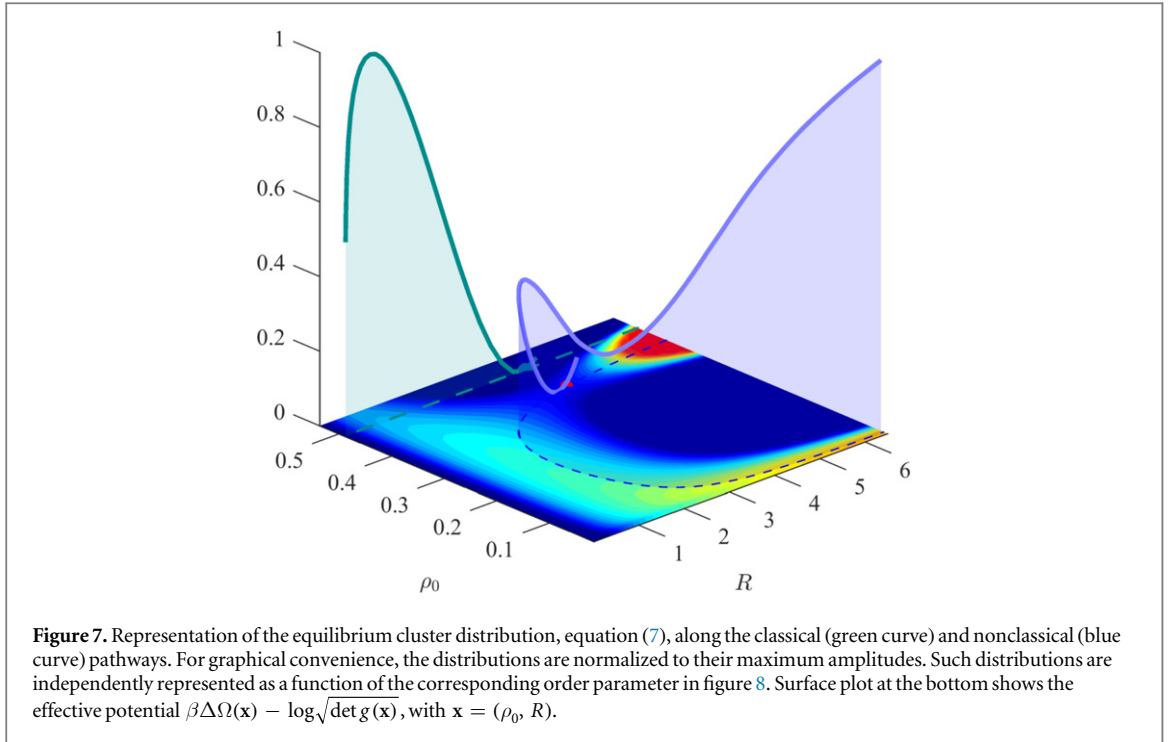 1
0.8
0.6
0.4
0.2
0
0.5
0.4
0.3
0.2
0.1
ρ₀
1
2
3
4
5
6
R
Figure 7. Representation of the equilibrium cluster distribution, equation (7), along the classical (green curve) and nonclassical (blue
curve) pathways. For graphical convenience, the distributions are normalized to their maximum amplitudes. Such distributions are
independently represented as a function of the corresponding order parameter in figure 8. Surface plot at the bottom shows the
effective potential βΔΩ(x) − log√det g(x), with x = (ρ₀, R).